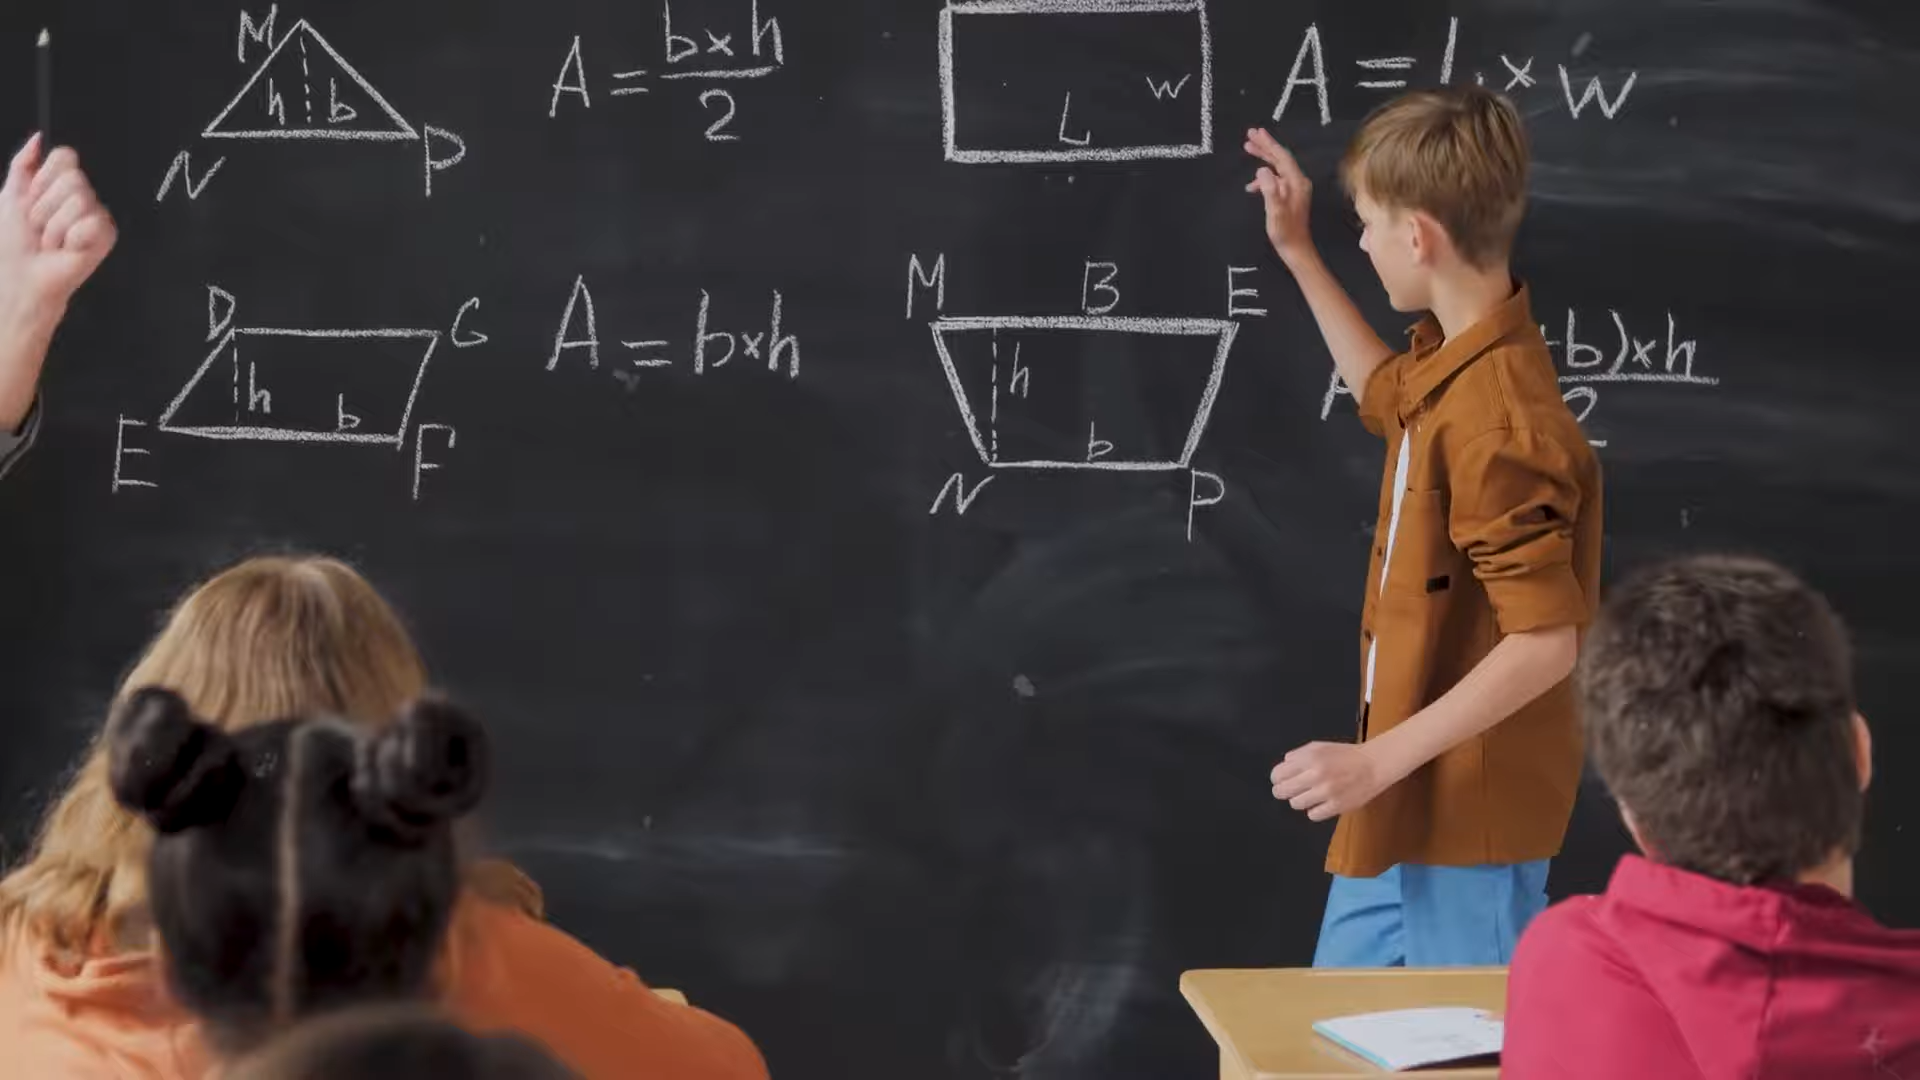 M
h b
N P
A = b×h
2
L w
A = L × w
D G
h b
E F
A = b×h
M B E
h
b
N P
b)×h
2